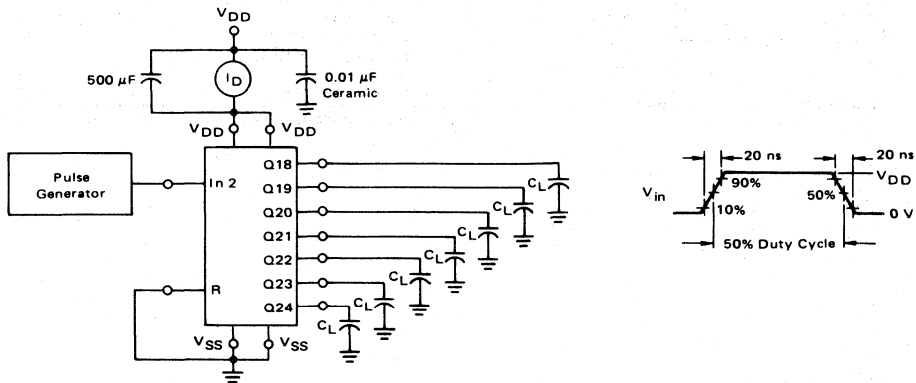 VDD
500 µF
ID
0.01 µF
Ceramic
VDD
VDD
Pulse
Generator
In 2
R
Q18
Q19
Q20
Q21
Q22
Q23
Q24
CL
CL
CL
CL
CL
CL
CL
VSS
VSS
20 ns
20 ns
Vin
90%
10%
50%
VDD
0 V
50% Duty Cycle